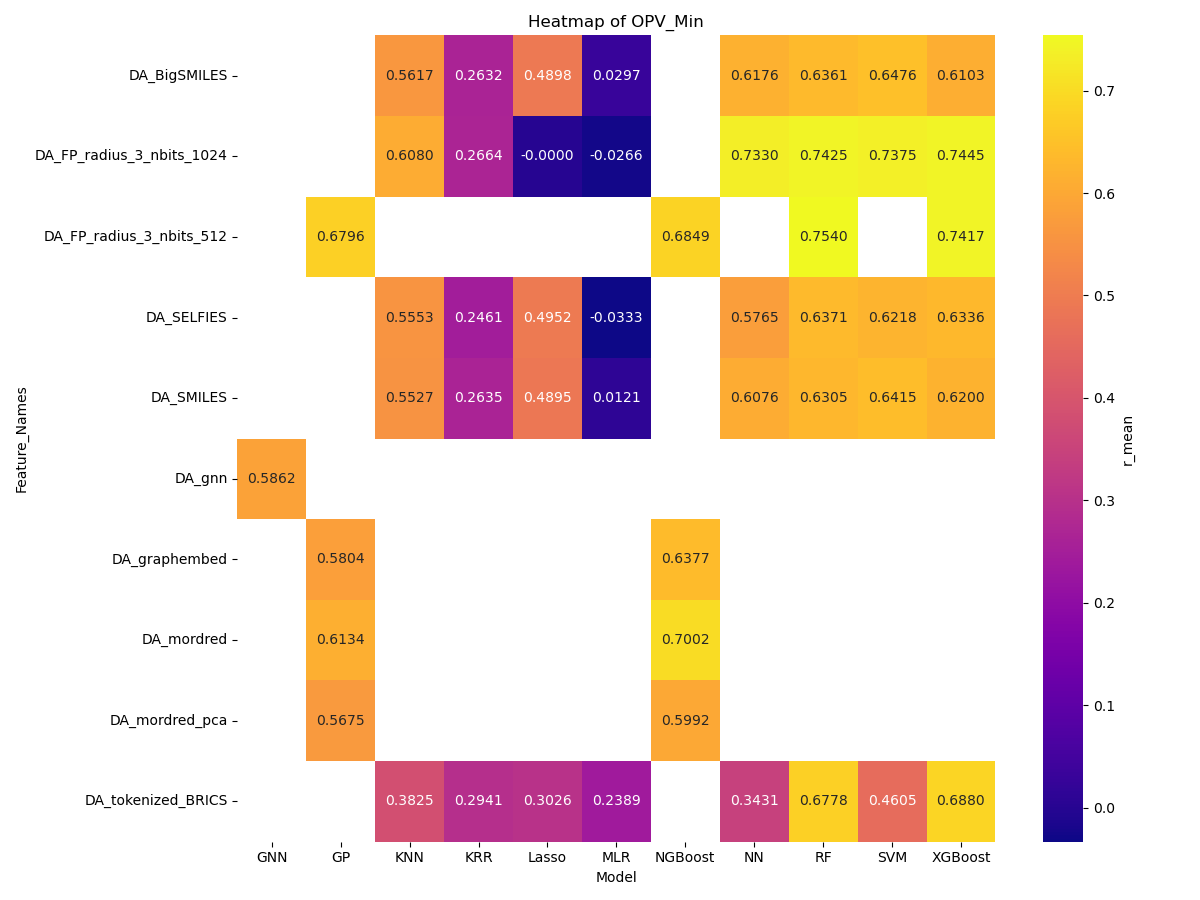 Heatmap of OPV_Min
DA_BigSMILES 0.5617 0.2632 0.4898 0.0297 0.6176 0.6361 0.6476 0.6103
DA_FP_radius_3_nbits_1024 0.6080 0.2664 -0.0000 -0.0266 0.7330 0.7425 0.7375 0.7445
DA_FP_radius_3_nbits_512 0.6796 0.6849 0.7540 0.7417
DA_SELFIES 0.5553 0.2461 0.4952 -0.0333 0.5765 0.6371 0.6218 0.6336
DA_SMILES 0.5527 0.2635 0.4895 0.0121 0.6076 0.6305 0.6415 0.6200
DA_gnn 0.5862
DA_graphembed 0.5804 0.6377
DA_mordred 0.6134 0.7002
DA_mordred_pca 0.5675 0.5992
DA_tokenized_BRICS 0.3825 0.2941 0.3026 0.2389 0.3431 0.6778 0.4605 0.6880
GNN GP KNN KRR Lasso MLR NGBoost NN RF SVM XGBoost
Model
Feature_Names
0.7
0.6
0.5
0.4
0.3
0.2
0.1
0.0
r_mean